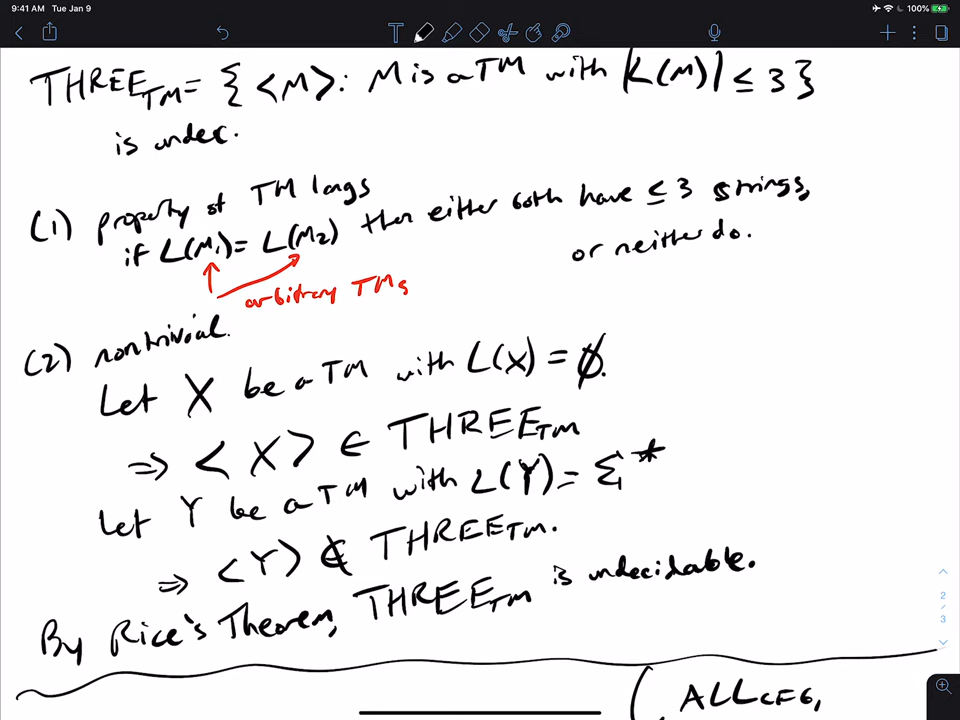 9:41 AM Tue Jan 9
100%
THREE_TM = { <M>: M is a TM with |L(M)| ≤ 3 }
is undec.
(1) property of TM langs
if L(M₁) = L(M₂) then either both have ≤ 3 strings,
or neither do.
arbitrary TMs
(2) nontrivial.
Let X be a TM with L(X) = ∅.
⇒ <X> ∈ THREE_TM
Let Y be a TM with L(Y) = Σ*
⇒ <Y> ∉ THREE_TM.
By Rice's Theorem, THREE_TM is undecidable.
2
/
3
( ALL_CFG,